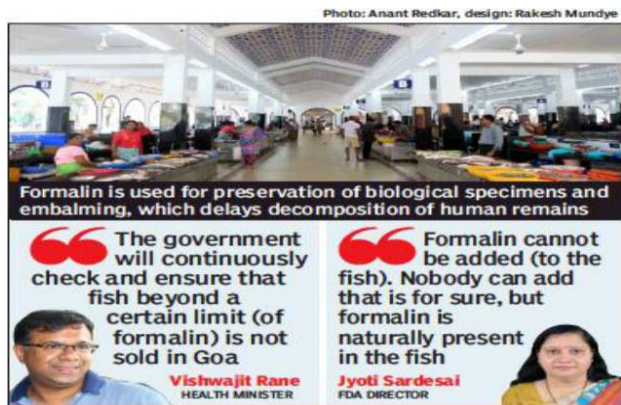 Photo: Anant Redkar, design: Rakesh Mundye
Formalin is used for preservation of biological specimens and
embalming, which delays decomposition of human remains
The government
will continuously
check and ensure that
fish beyond a
certain limit (of
formalin) is not
sold in Goa
Vishwajit Rane
HEALTH MINISTER
Formalin cannot
be added (to the
fish). Nobody can add
that is for sure, but
formalin is
naturally present
in the fish
Jyoti Sardesai
FDA DIRECTOR